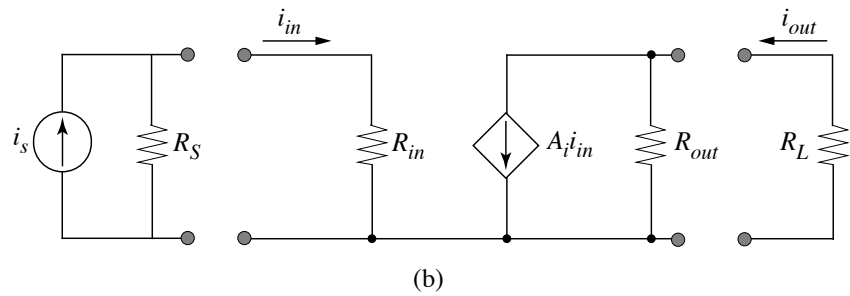 i_in
i_out
i_s
R_S
R_in
A_i i_in
R_out
R_L
(b)